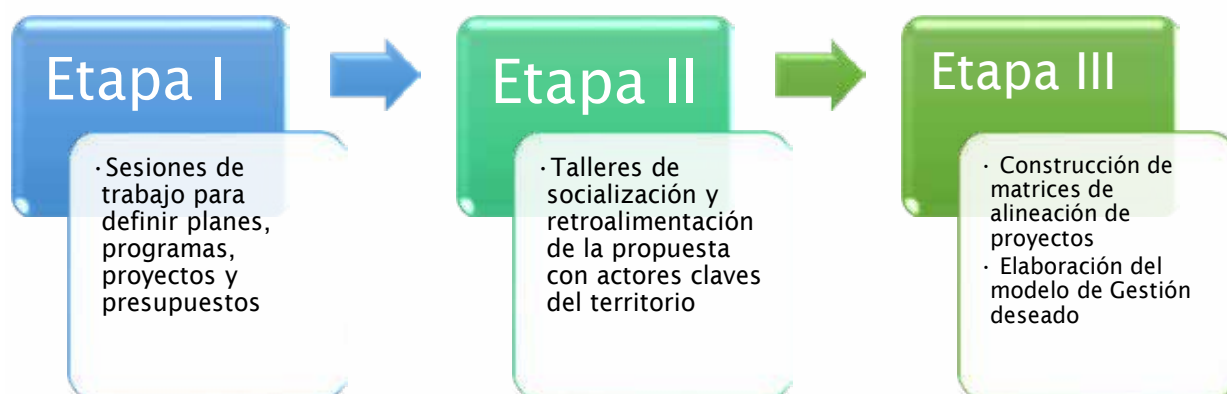 Etapa I
·Sesiones de
trabajo para
definir planes,
programas,
proyectos y
presupuestos
Etapa II
·Talleres de
socialización y
retroalimentación
de la propuesta
con actores claves
del territorio
Etapa III
· Construcción de
matrices de
alineación de
proyectos
· Elaboración del
modelo de Gestión
deseado